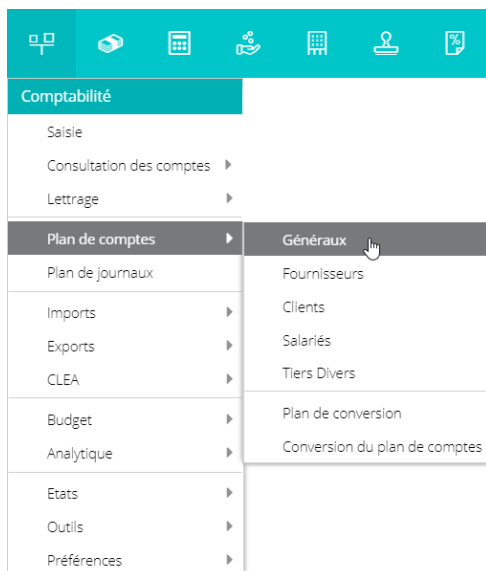 Comptabilité
Saisie
Consultation des comptes
Lettrage
Plan de comptes
Plan de journaux
Imports
Exports
CLEA
Budget
Analytique
Etats
Outils
Préférences
Généraux
Fournisseurs
Clients
Salariés
Tiers Divers
Plan de conversion
Conversion du plan de comptes